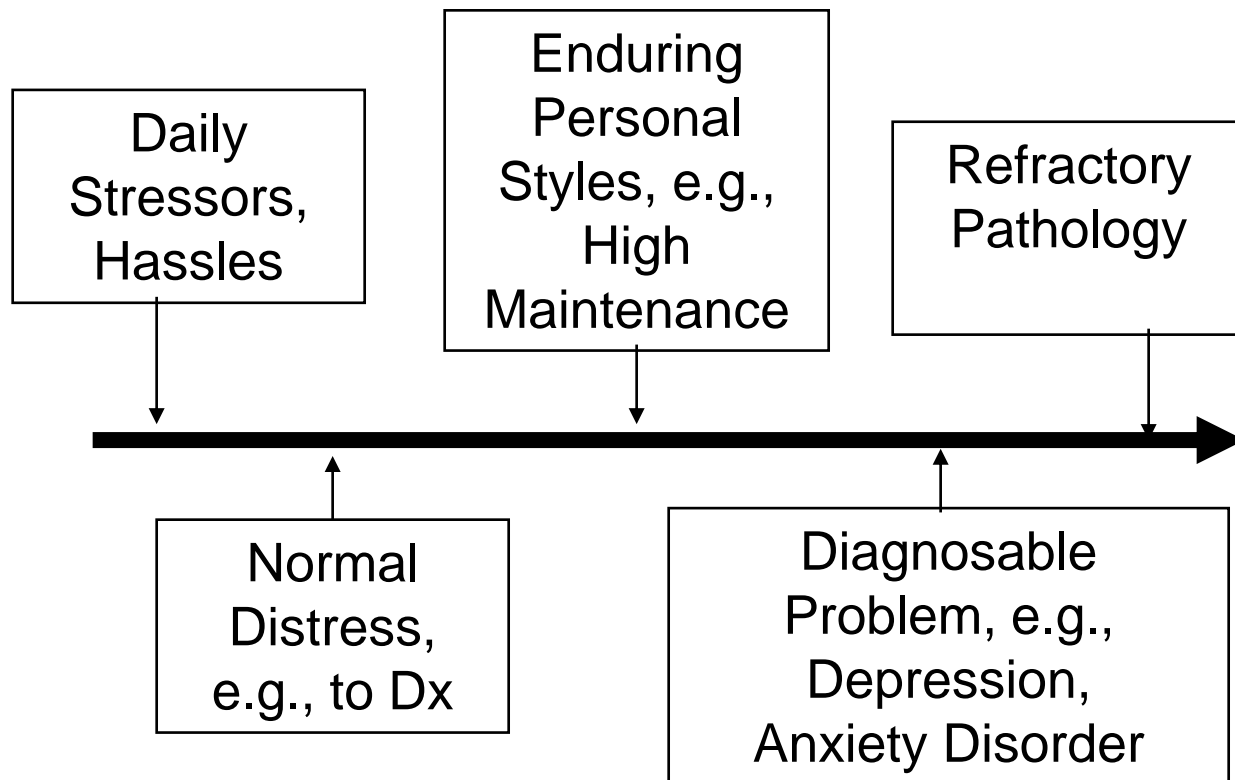 Daily
Stressors,
Hassles
Enduring
Personal
Styles, e.g.,
High
Maintenance
Refractory
Pathology
Normal
Distress,
e.g., to Dx
Diagnosable
Problem, e.g.,
Depression,
Anxiety Disorder